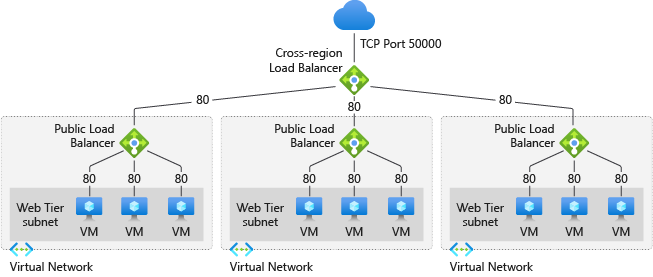 TCP Port 50000
Cross-region
Load Balancer
80
80
80
Public Load
Balancer
Public Load
Balancer
Public Load
Balancer
80
80
80
80
80
80
80
80
80
Web Tier
subnet
VM
VM
VM
Web Tier
subnet
VM
VM
VM
Web Tier
subnet
VM
VM
VM
Virtual Network
Virtual Network
Virtual Network